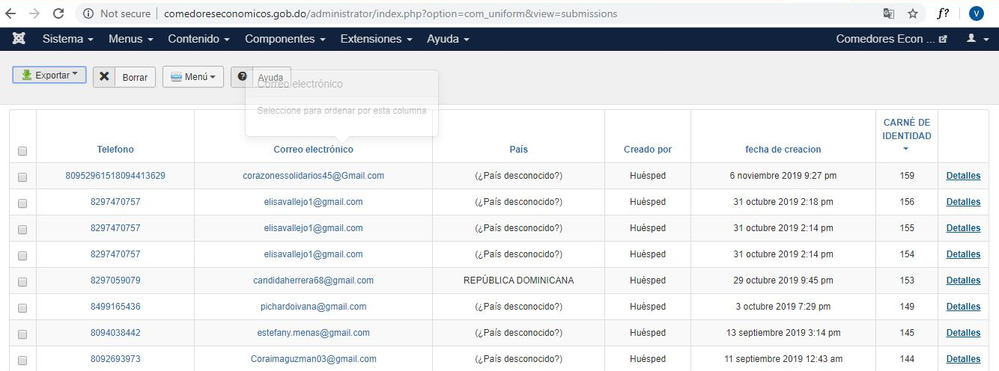 Not secure | comedoreseconomicos.gob.do/administrator/index.php?option=com_uniform&view=submissions f? V
Sistema Menus Contenido Componentes Extensiones Ayuda Comedores Econ ...
Exportar Borrar Menú Ayuda
Correo electrónico
Seleccione para ordenar por esta columna
Telefono Correo electrónico País Creado por fecha de creacion CARNÉ DE IDENTIDAD
80952961518094413629 corazonessolidarios45@Gmail.com (¿País desconocido?) Huésped 6 noviembre 2019 9:27 pm 159 Detalles
8297470757 elisavallejo1@gmail.com (¿País desconocido?) Huésped 31 octubre 2019 2:18 pm 156 Detalles
8297470757 elisavallejo1@gmail.com (¿País desconocido?) Huésped 31 octubre 2019 2:14 pm 155 Detalles
8297470757 elisavallejo1@gmail.com (¿País desconocido?) Huésped 31 octubre 2019 2:14 pm 154 Detalles
8297059079 candidaherrera68@gmail.com REPÚBLICA DOMINICANA Huésped 29 octubre 2019 9:45 pm 153 Detalles
8499165436 pichardoivana@gmail.com (¿País desconocido?) Huésped 3 octubre 2019 7:29 pm 149 Detalles
8094038442 estefany.menas@gmail.com (¿País desconocido?) Huésped 13 septiembre 2019 3:14 pm 145 Detalles
8092693973 Coraimaguzman03@gmail.com (¿País desconocido?) Huésped 11 septiembre 2019 12:43 am 144 Detalles